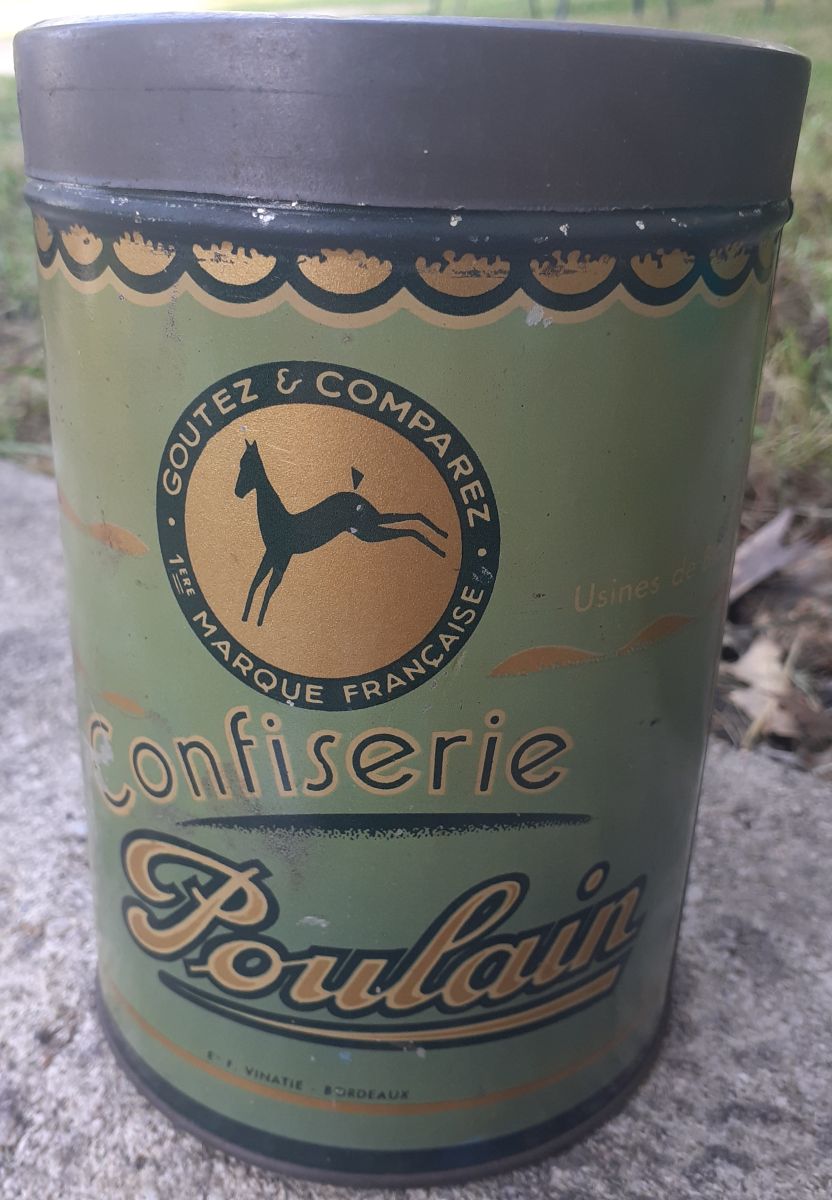 GOUTEZ & COMPAREZ
1ERE MARQUE FRANÇAISE
Usines de
Confiserie
Poulain
VINATIE - BORDEAUX